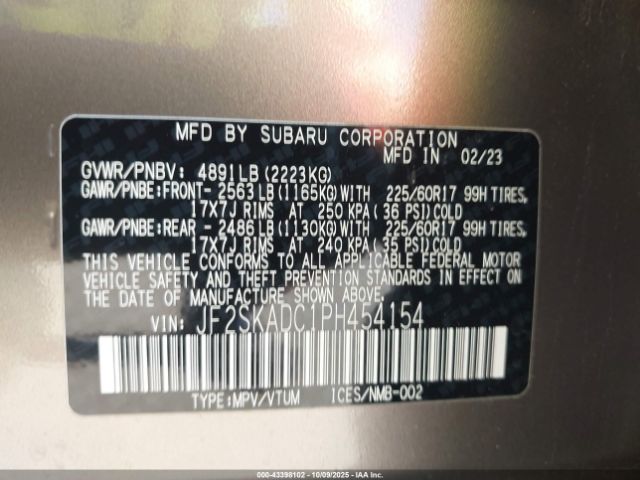 MFD BY SUBARU CORPORATION
MFD IN 02/23
GVWR/PNBV: 4891LB(2223KG)
GAWR/PNBE:FRONT- 2563LB(1165KG)WITH 225/60R17 99H TIRES,
17X7J RIMS AT 250 KPA( 36 PSI)COLD
GAWR/PNBE:REAR - 2486LB(1130KG)WITH 225/60R17 99H TIRES,
17X7J RIMS AT 240 KPA( 35 PSI)COLD
THIS VEHICLE CONFORMS TO ALL APPLICABLE FEDERAL MOTOR
VEHICLE SAFETY AND THEFT PREVENTION STANDARDS IN EFFECT
ON THE DATE OF MANUFACTURE SHOWN ABOVE.
VIN: JF2SKADC1PH454154
TYPE:MPV/VTUM ICES/NMB-002
000-43398102 - 10/09/2025 - IAA Inc.